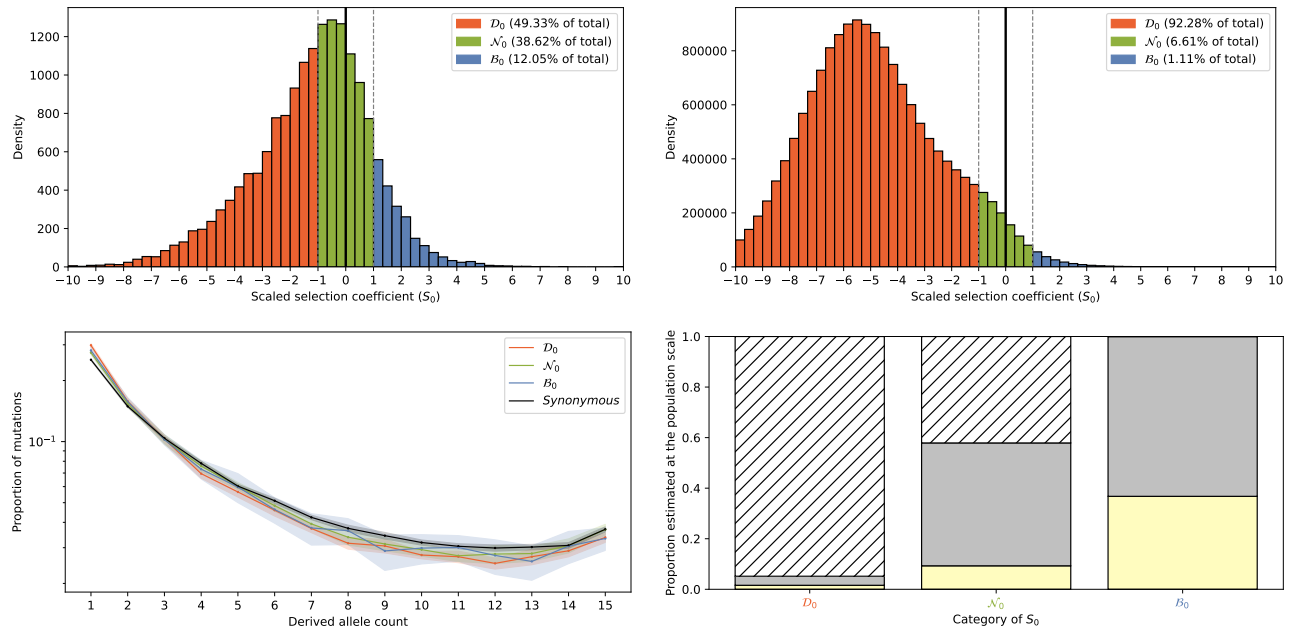 1200
1000
800
600
400
200
0
Density
−10 −9 −8 −7 −6 −5 −4 −3 −2 −1 0 1 2 3 4 5 6 7 8 9 10
Scaled selection coefficient (S₀)
𝒟₀ (49.33% of total)
𝒩₀ (38.62% of total)
ℬ₀ (12.05% of total)
800000
600000
400000
200000
0
Density
−10 −9 −8 −7 −6 −5 −4 −3 −2 −1 0 1 2 3 4 5 6 7 8 9 10
Scaled selection coefficient (S₀)
𝒟₀ (92.28% of total)
𝒩₀ (6.61% of total)
ℬ₀ (1.11% of total)
10⁻¹
Proportion of mutations
1 2 3 4 5 6 7 8 9 10 11 12 13 14 15
Derived allele count
𝒟₀
𝒩₀
ℬ₀
Synonymous
1.0
0.8
0.6
0.4
0.2
0.0
Proportion estimated at the population scale
𝒟₀ 𝒩₀ ℬ₀
Category of S₀